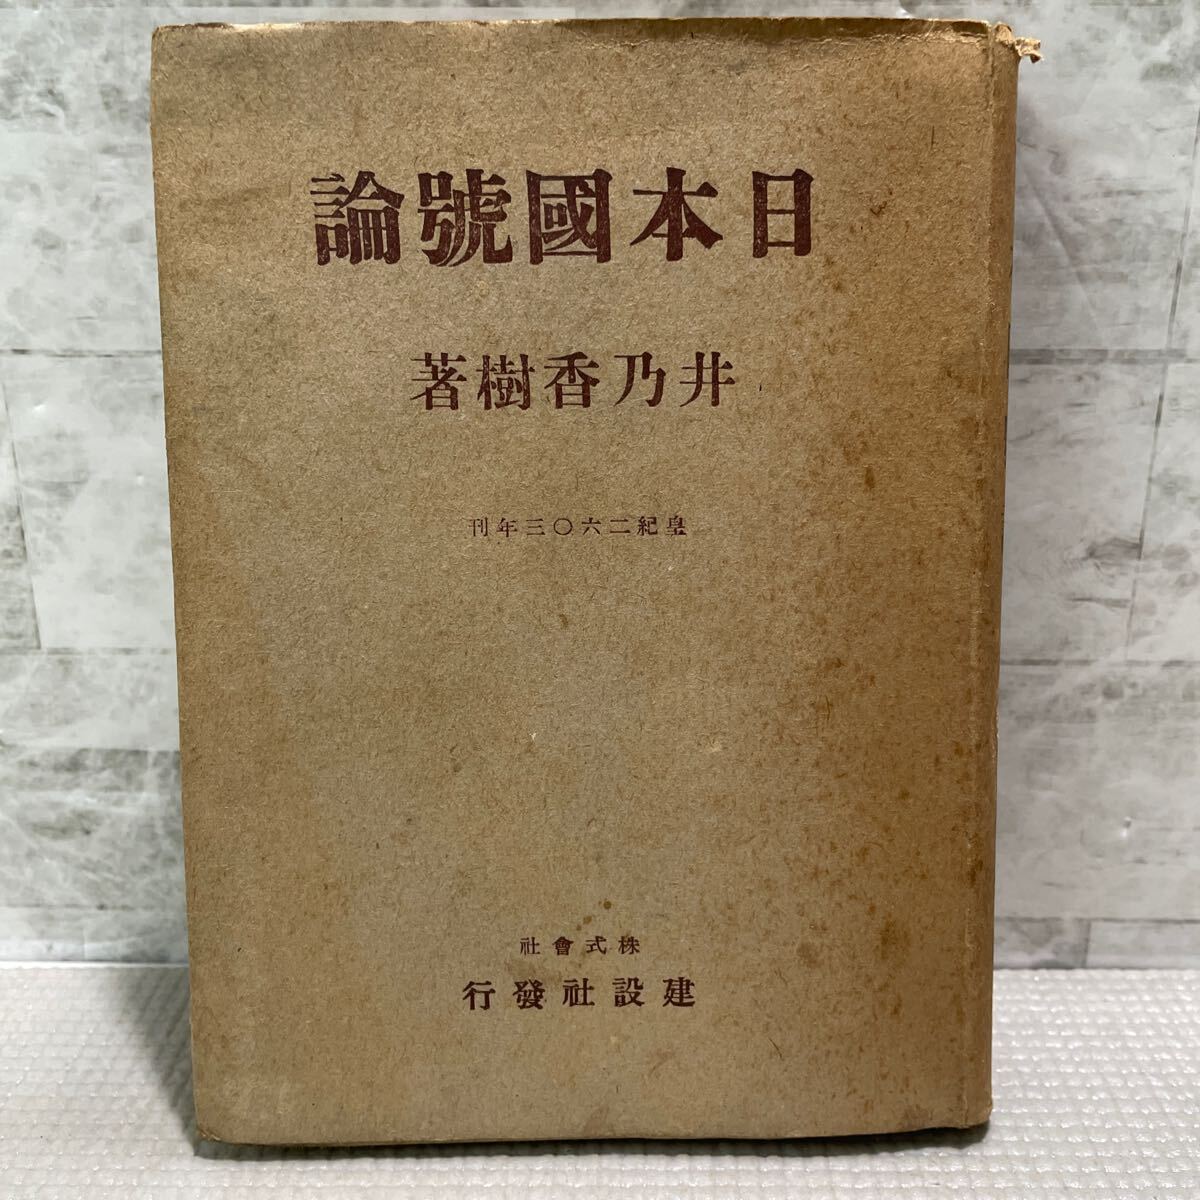 日本國號論
井乃香樹著
皇紀二六〇三年刊
株式會社
建設社發行